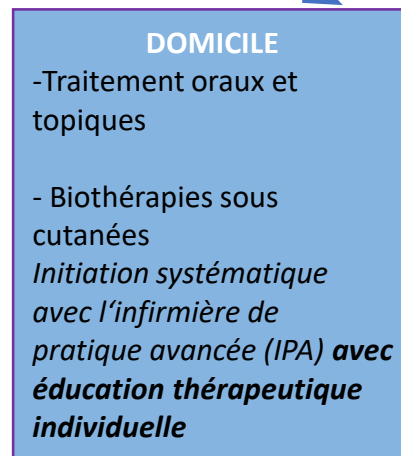 DOMICILE
-Traitement oraux et
topiques
- Biothérapies sous
cutanées
Initiation systématique
avec l'infirmière de
pratique avancée (IPA) avec
éducation thérapeutique
individuelle